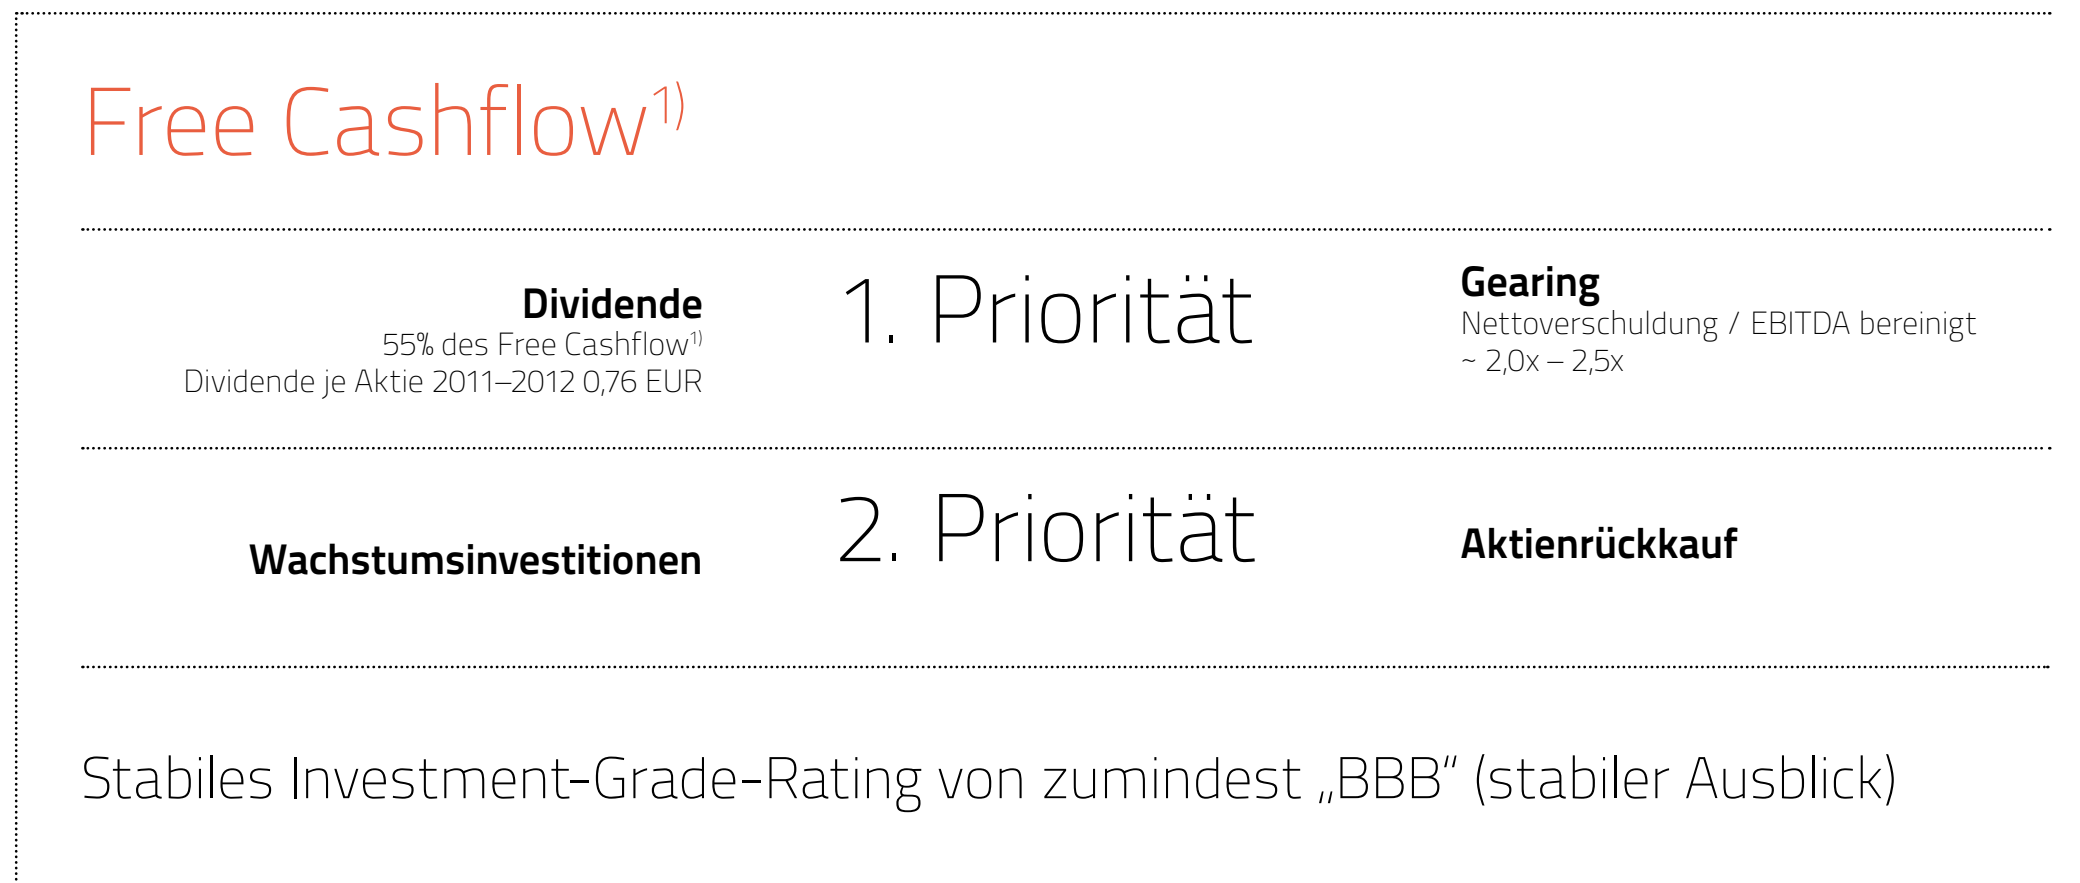 Free Cashflow¹⁾
Dividende
55% des Free Cashflow¹⁾
Dividende je Aktie 2011–2012 0,76 EUR
1. Priorität
Gearing
Nettoverschuldung / EBITDA bereinigt
~ 2,0x – 2,5x
Wachstumsinvestitionen
2. Priorität
Aktienrückkauf
Stabiles Investment-Grade-Rating von zumindest „BBB“ (stabiler Ausblick)